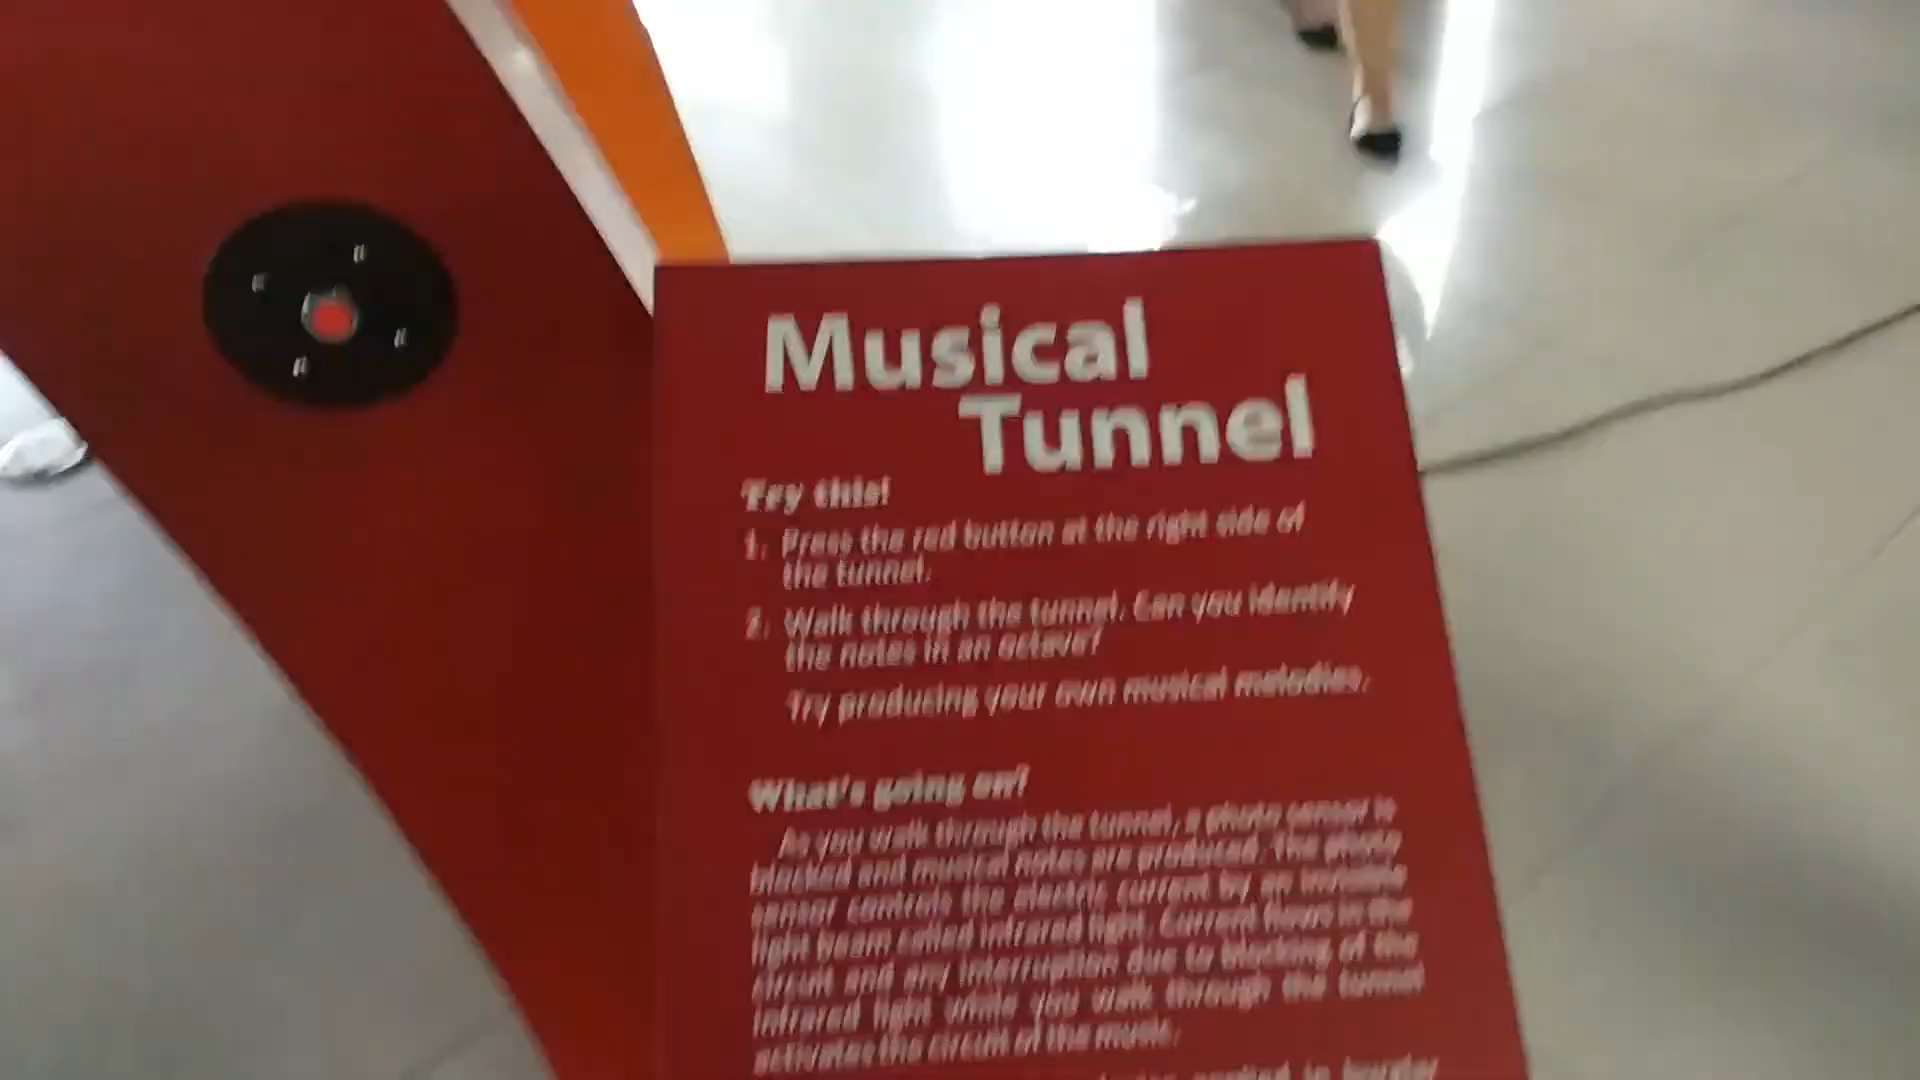 Musical
Tunnel
Try this!
1. Press the red button at the right side of
the tunnel.
2. Walk through the tunnel. Can you identify
the notes in an octave?
Try producing your own musical melodies.
What's going on?
As you walk through the tunnel, a photo sensor is
blocked and musical notes are produced. The photo
sensor controls the electric current by an invisible
light beam called infrared light. Current flows in the
circuit and any interruption due to blocking of the
infrared light while you walk through the tunnel
activates the circuit of the music.